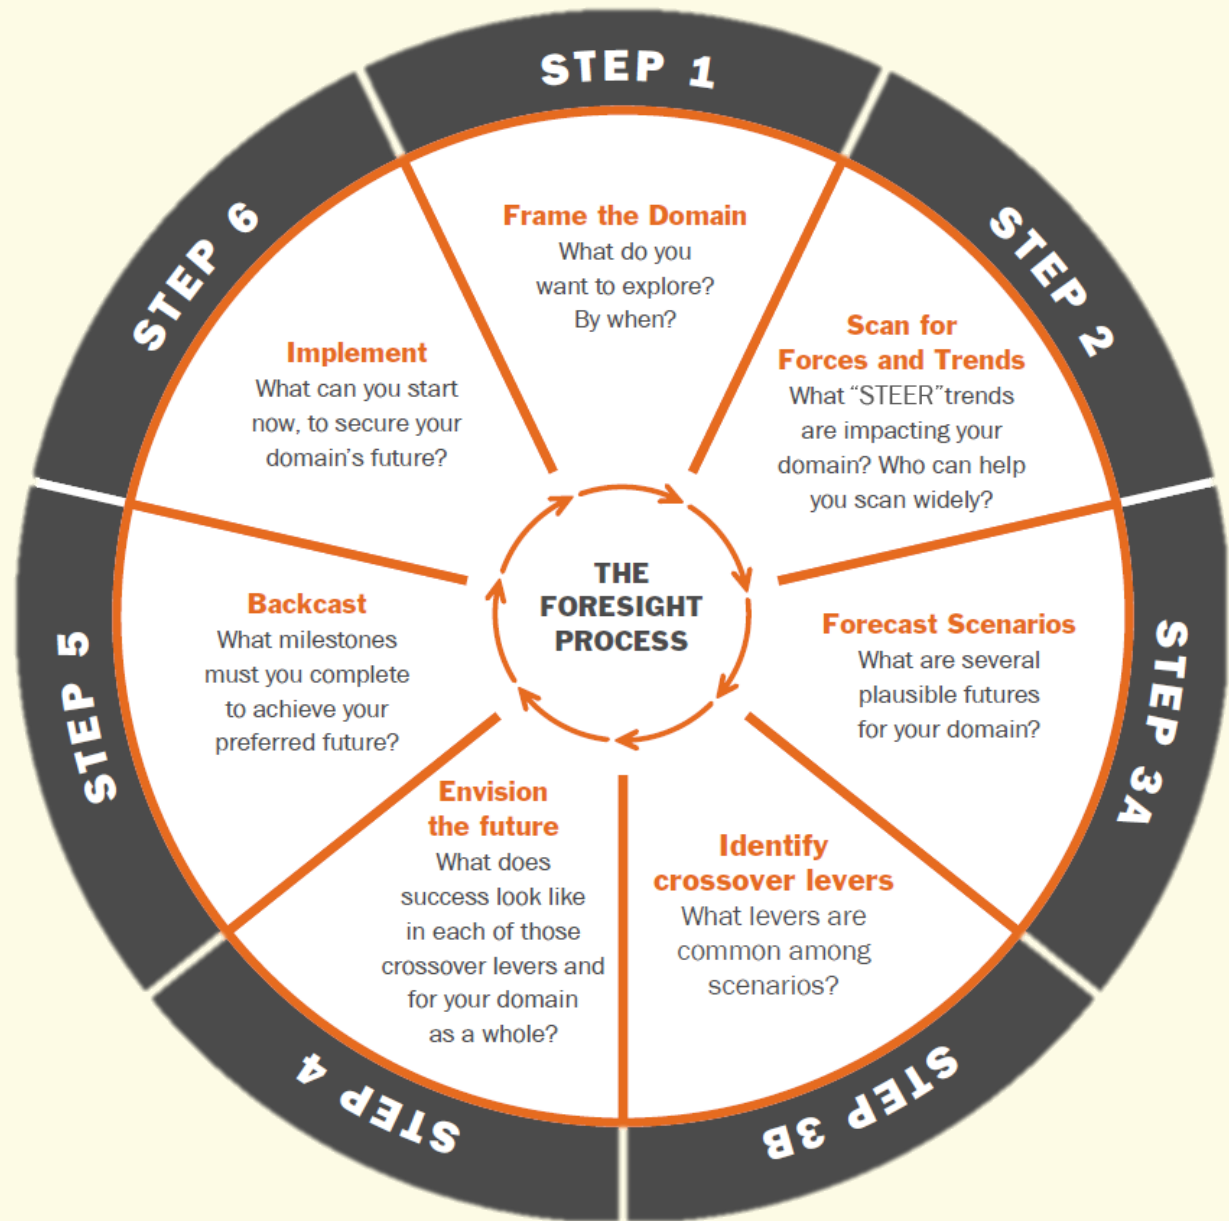 STEP 1
Frame the Domain
What do you
want to explore?
By when?
STEP 2
Scan for
Forces and Trends
What “STEER”trends
are impacting your
domain? Who can help
you scan widely?
STEP 3A
Forecast Scenarios
What are several
plausible futures
for your domain?
STEP 3B
Identify
crossover levers
What levers are
common among
scenarios?
STEP 4
Envision
the future
What does
success look like
in each of those
crossover levers and
for your domain
as a whole?
STEP 5
Backcast
What milestones
must you complete
to achieve your
preferred future?
STEP 6
Implement
What can you start
now, to secure your
domain’s future?
THE
FORESIGHT
PROCESS